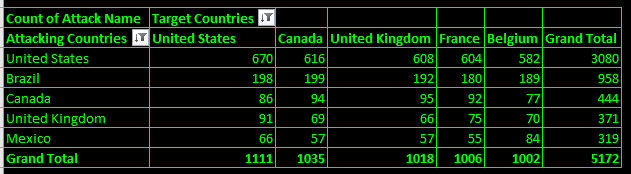 Count of Attack Name Target Countries
Attacking Countries United States Canada United Kingdom France Belgium Grand Total
United States 670 616 608 604 582 3080
Brazil 198 199 192 180 189 958
Canada 86 94 95 92 77 444
United Kingdom 91 69 66 75 70 371
Mexico 66 57 57 55 84 319
Grand Total 1111 1035 1018 1006 1002 5172